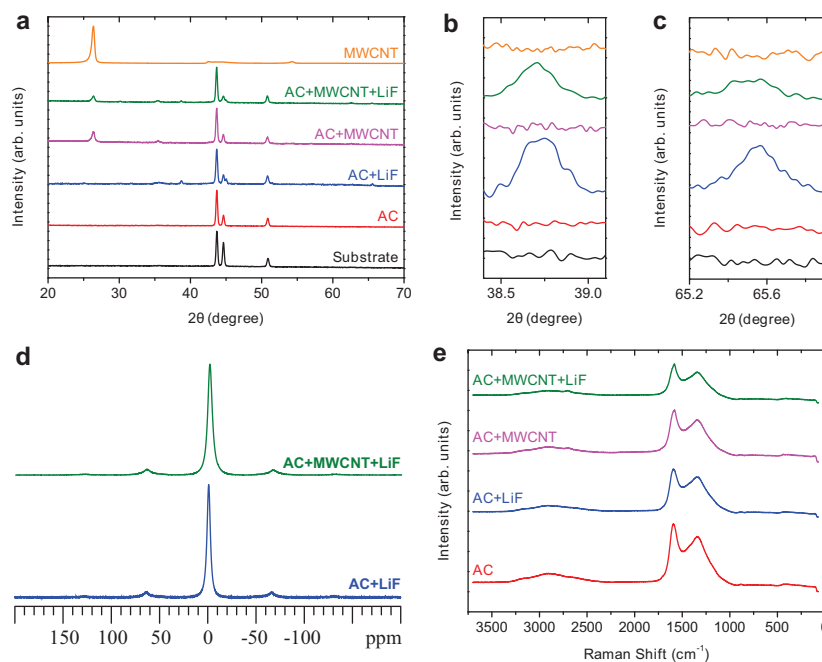 a
Intensity (arb. units)
MWCNT
AC+MWCNT+LiF
AC+MWCNT
AC+LiF
AC
Substrate
20 30 40 50 60 70
2θ (degree)
b
Intensity (arb. units)
38.5 39.0
2θ (degree)
c
Intensity (arb. units)
65.2 65.6
2θ (degree)
d
AC+MWCNT+LiF
AC+LiF
150 100 50 0 -50 -100 ppm
e
Intensity (arb. units)
AC+MWCNT+LiF
AC+MWCNT
AC+LiF
AC
3500 3000 2500 2000 1500 1000 500 0
Raman Shift (cm⁻¹)